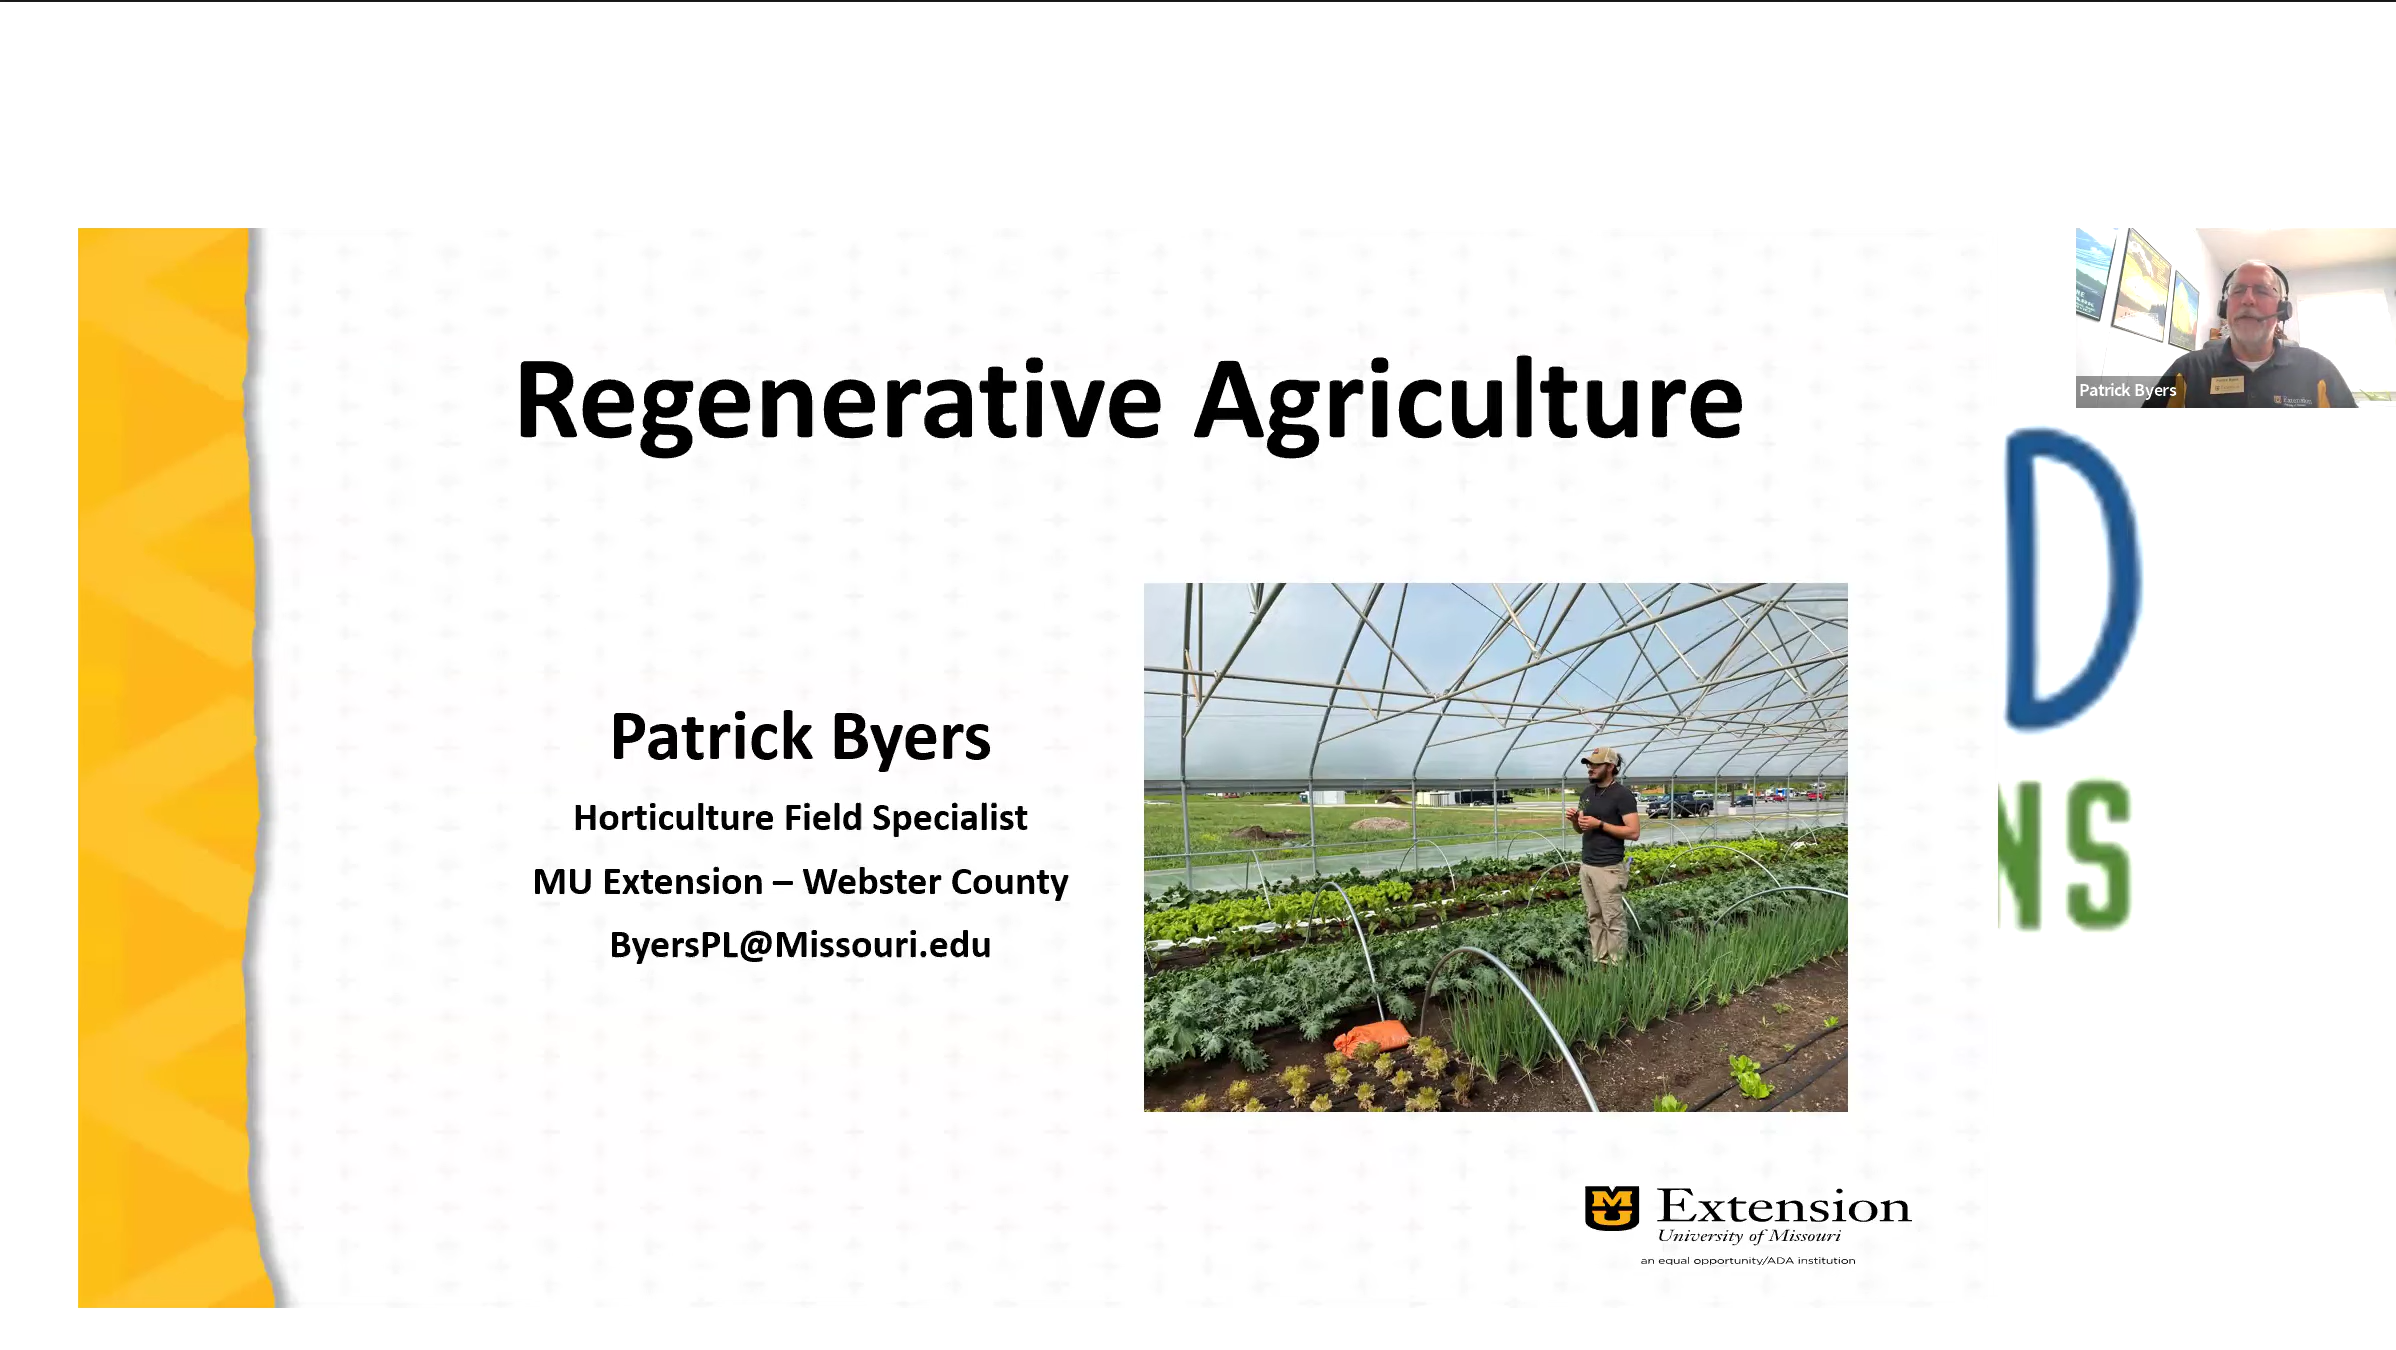 Regenerative Agriculture
Patrick Byers
Horticulture Field Specialist
MU Extension – Webster County
ByersPL@Missouri.edu
Extension
University of Missouri
an equal opportunity/ADA institution
Patrick Byers
D
NS